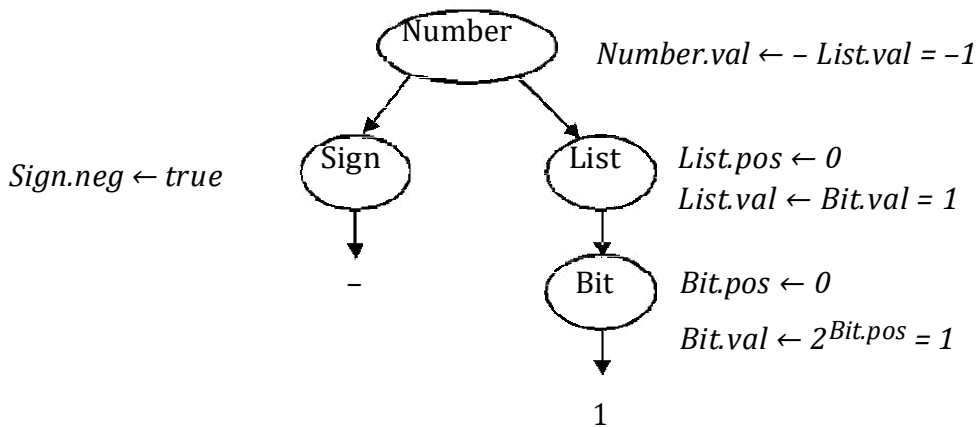 Number
Number.val ← – List.val = –1
Sign
List
List.pos ← 0
Sign.neg ← true
List.val ← Bit.val = 1
–
Bit
Bit.pos ← 0
Bit.val ← 2^Bit.pos = 1
1